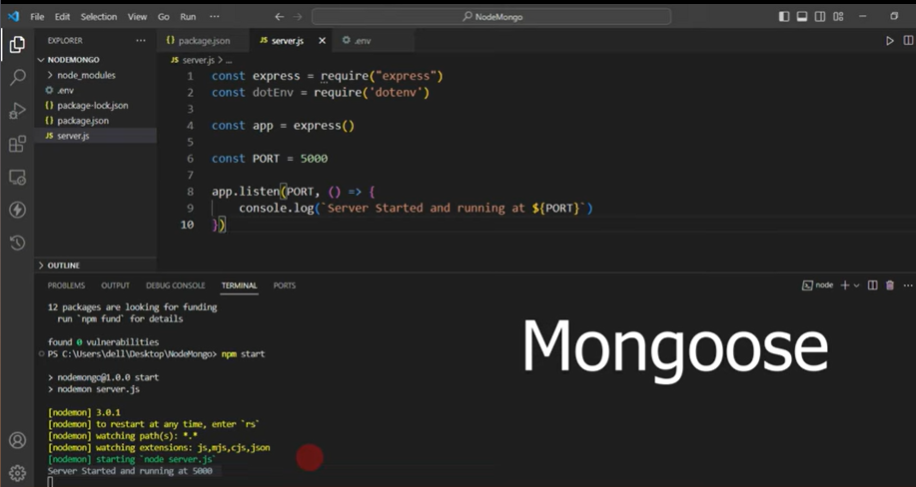 File Edit Selection View Go Run ··· NodeMongo
EXPLORER ···
{} package.json JS server.js × .env
NODEMONGO
node_modules
.env
{} package-lock.json
{} package.json
JS server.js
OUTLINE
JS server.js > ...
1 const express = require("express")
2 const dotEnv = require('dotenv')
3
4 const app = express()
5
6 const PORT = 5000
7
8 app.listen(PORT, () => {
9 console.log(`Server Started and running at ${PORT}`)
10 })
PROBLEMS OUTPUT DEBUG CONSOLE TERMINAL PORTS node
12 packages are looking for funding
run `npm fund` for details
found 0 vulnerabilities
PS C:\Users\dell\Desktop\NodeMongo> npm start
> nodemongo@1.0.0 start
> nodemon server.js
[nodemon] 3.0.1
[nodemon] to restart at any time, enter `rs`
[nodemon] watching path(s): *.*
[nodemon] watching extensions: js,mjs,cjs,json
[nodemon] starting `node server.js`
Server Started and running at 5000
Mongoose